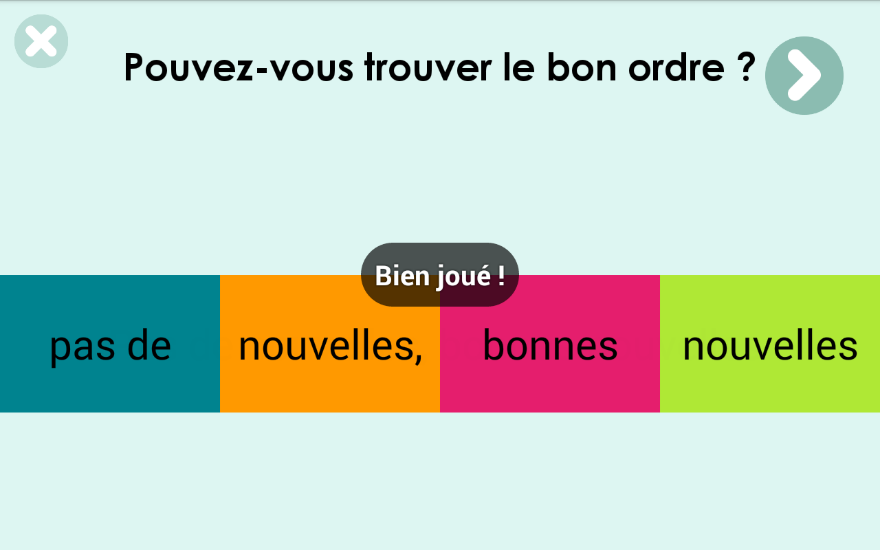 Pouvez-vous trouver le bon ordre ?
Bien joué !
pas de nouvelles, bonnes nouvelles